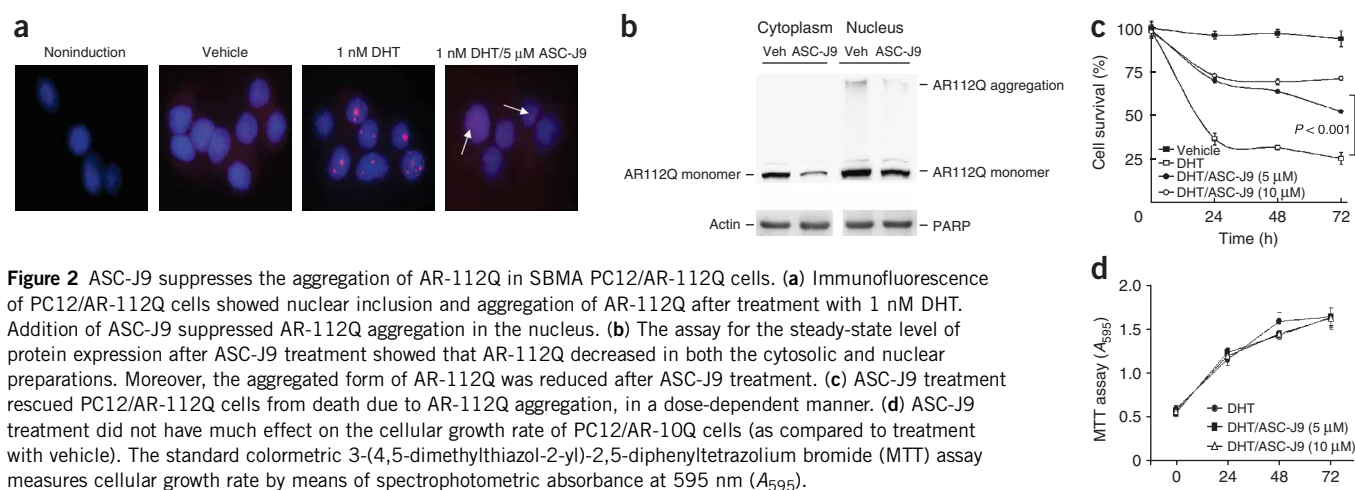 a
Noninduction
Vehicle
1 nM DHT
1 nM DHT/5 μM ASC-J9
b
Cytoplasm Nucleus
Veh ASC-J9 Veh ASC-J9
AR112Q aggregation
AR112Q monomer
AR112Q monomer
Actin
PARP
c
Cell survival (%)
100
75
50
25
0
P < 0.001
Vehicle
DHT
DHT/ASC-J9 (5 μM)
DHT/ASC-J9 (10 μM)
24 48 72
Time (h)
Figure 2 ASC-J9 suppresses the aggregation of AR-112Q in SBMA PC12/AR-112Q cells. (a) Immunofluorescence
of PC12/AR-112Q cells showed nuclear inclusion and aggregation of AR-112Q after treatment with 1 nM DHT.
Addition of ASC-J9 suppressed AR-112Q aggregation in the nucleus. (b) The assay for the steady-state level of
protein expression after ASC-J9 treatment showed that AR-112Q decreased in both the cytosolic and nuclear
preparations. Moreover, the aggregated form of AR-112Q was reduced after ASC-J9 treatment. (c) ASC-J9 treatment
rescued PC12/AR-112Q cells from death due to AR-112Q aggregation, in a dose-dependent manner. (d) ASC-J9
treatment did not have much effect on the cellular growth rate of PC12/AR-10Q cells (as compared to treatment
with vehicle). The standard colormetric 3-(4,5-dimethylthiazol-2-yl)-2,5-diphenyltetrazolium bromide (MTT) assay
measures cellular growth rate by means of spectrophotometric absorbance at 595 nm (A595).
d
MTT assay (A595)
2.0
1.5
1.0
0.5
0
DHT
DHT/ASC-J9 (5 μM)
DHT/ASC-J9 (10 μM)
0 24 48 72